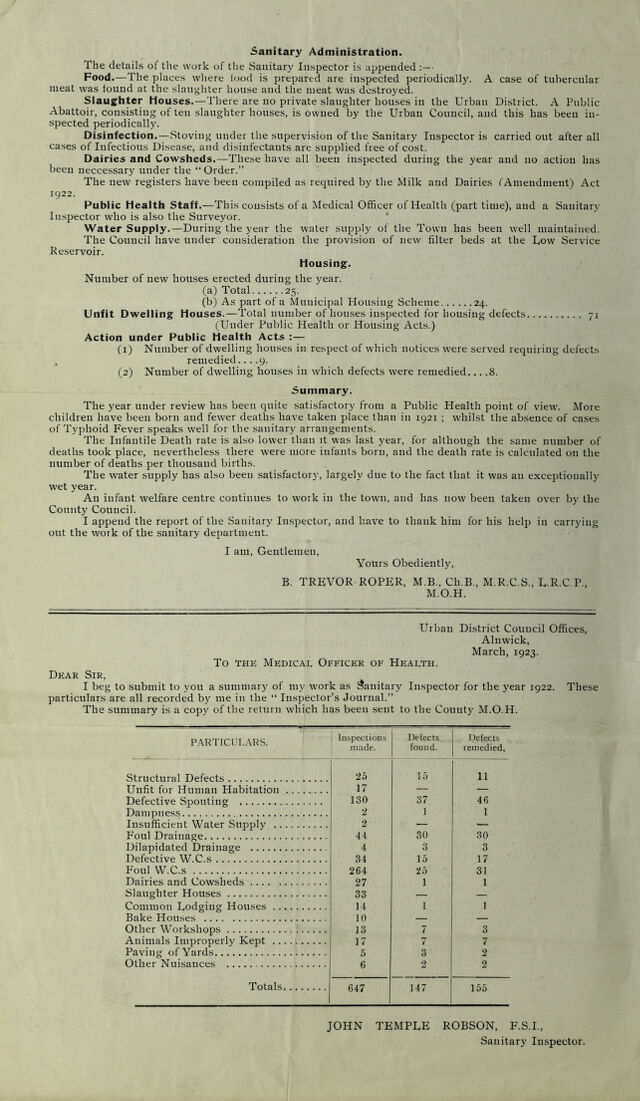 Sanitary Administration.
The details of the work of the Sanitary Inspector is appended :—
Food.—The places where food is prepared are inspected periodically. A case of tubercular
meat was found at the slaughter house and the meat was destroyed.
Slaughter Houses.—There are no private slaughter houses in the Urban District. A Public
Abattoir, consisting of ten slaughter houses, is owned by the Urban Council, and this has been in-
spected periodically.
Disinfection.—Stoving under the supervision of the Sanitary Inspector is carried out after all
cases of Infectious Disease, and disinfectants are supplied free of cost.
Dairies and Cowsheds.—These have all been inspected during the year and no action has
been neccessary under the "Order."
The new registers have been compiled as required by the Milk and Dairies (Amendment) Act
1922.
Public Health Staff.—This consists of a Medical Officer of Health (part time), and a Sanitary
Inspector who is also the Surveyor.
Water Supply.—During the year the water supply of the Town has been well maintained.
The Council have under consideration the provision of new filter beds at the Low Service
Reservoir.
Housing.
Number of new houses erected during the year.
(a) Total......25.
(b) As part of a Municipal Housing Scheme......24.
Unfit Dwelling Houses.—Total number of houses inspected for housing defects.......... 71
(Under Public Health or Housing Acts.)
Action under Public Health Acts :—
(1) Number of dwelling houses in respect of which notices were served requiring defects
remedied....9.
(2) Number of dwelling houses in which defects were remedied....8.
Summary.
The year under review has been quite satisfactory from a Public Health point of view. More
children have been born and fewer deaths have taken place than in 1921 ; whilst the absence of cases
of Typhoid Fever speaks well for the sanitary arrangements.
The Infantile Death rate is also lower than it was last year, for although the same number of
deaths took place, nevertheless there were more infants born, and the death rate is calculated on the
number of deaths per thousand births.
The water supply has also been satisfactory, largely due to the fact that it was an exceptionally
wet year.
An infant welfare centre continues to work in the town, and has now been taken over by the
County Council.
I append the report of the Sanitary Inspector, and have to thank him for his help in carrying
out the work of the sanitary department.
I am, Gentlemen,
Yours Obediently,
B. TREVOR-ROPER, M.B., Ch.B., M.R.C.S., L.R.C.P.,
M.O.H.
Urban District Council Offices,
Alnwick,
March, 1923.
To the Medical Officer of Health.
Dear Sir,
I beg to submit to you a summary of my work as Sanitary Inspector for the year 1922. These
particulars are all recorded by me in the "Inspector's Journal."
The summary is a copy of the return which has been sent to the County M.O.H.
PARTICULARS. Inspections made. Defects found. Defects remedied.
Structural Defects.................. 25 15 11
Unfit for Human Habitation ........ 17 — —
Defective Spouting ............... 130 37 46
Dampness......................... 2 1 1
Insufficient Water Supply .......... 2 — —
Foul Drainage..................... 44 30 30
Dilapidated Drainage ............. 4 3 3
Defective W.C.s ................... 34 15 17
Foul W.C.s ....................... 264 25 31
Dairies and Cowsheds ............. 27 1 1
Slaughter Houses .................. 33 — —
Common Lodging Houses .......... 14 1 1
Bake Houses ..................... 10 — —
Other Workshops ................. 13 7 3
Animals Improperly Kept .......... 17 7 7
Paving of Yards................... 5 3 2
Other Nuisances ................. 6 2 2
Totals........ 647 147 155
JOHN TEMPLE ROBSON, F.S.I.,
Sanitary Inspector.